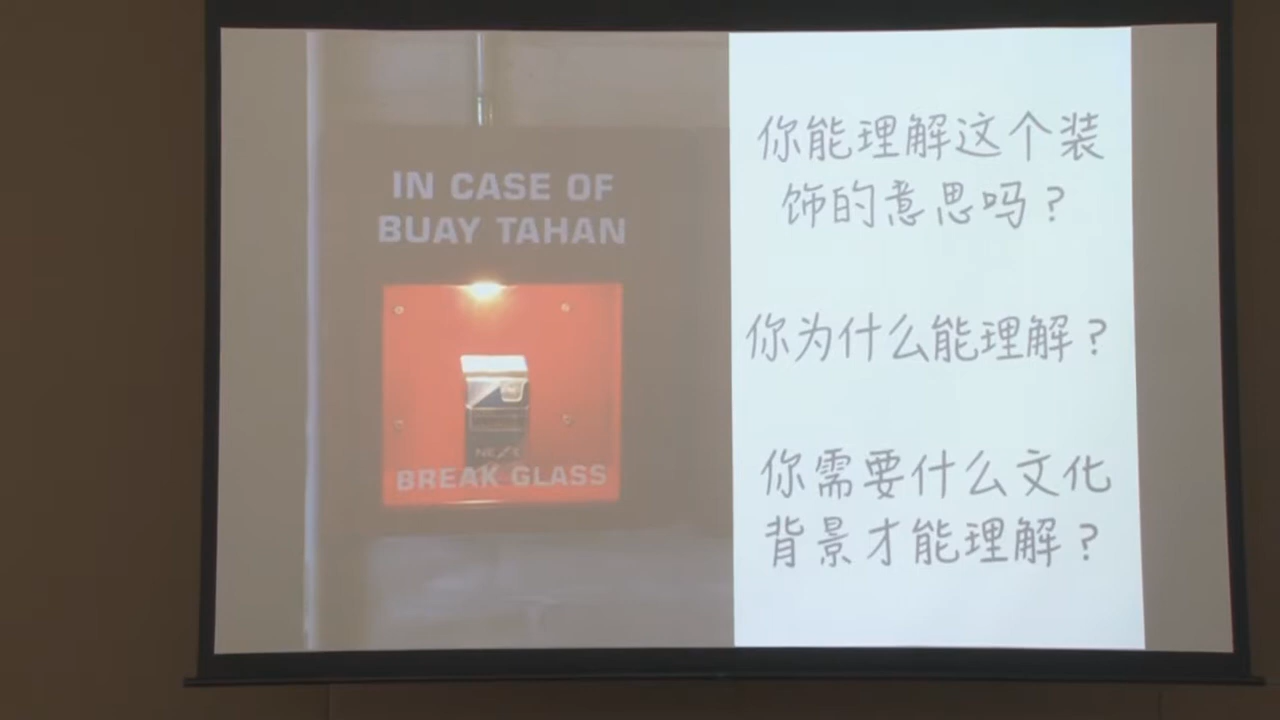 IN CASE OF
BUAY TAHAN
BREAK GLASS
你能理解这个装
饰的意思吗？
你为什么能理解？
你需要什么文化
背景才能理解？